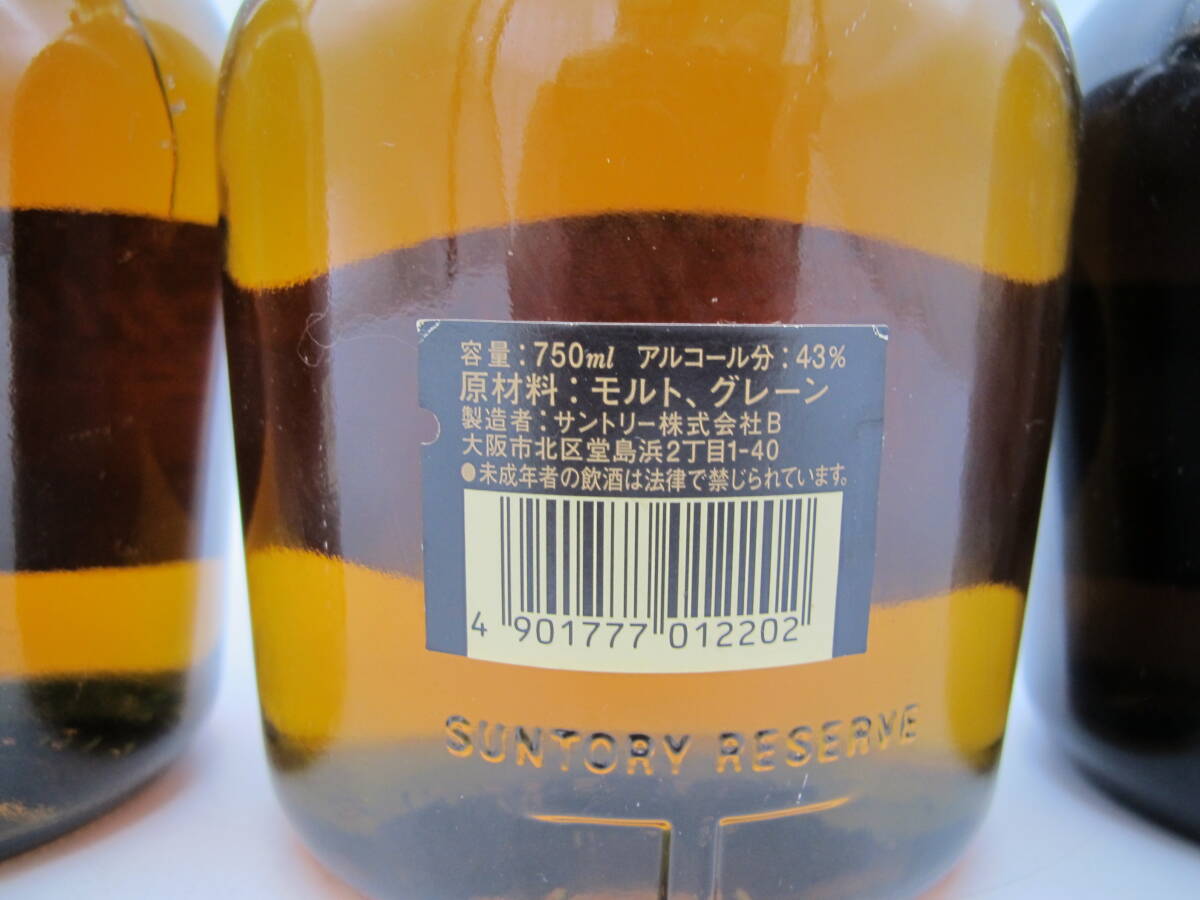 容量：750ml アルコール分：43%
原材料：モルト、グレーン
製造者：サントリー株式会社B
大阪市北区堂島浜2丁目1-40
●未成年者の飲酒は法律で禁じられています。
4 901777 012202
SUNTORY RESERVE